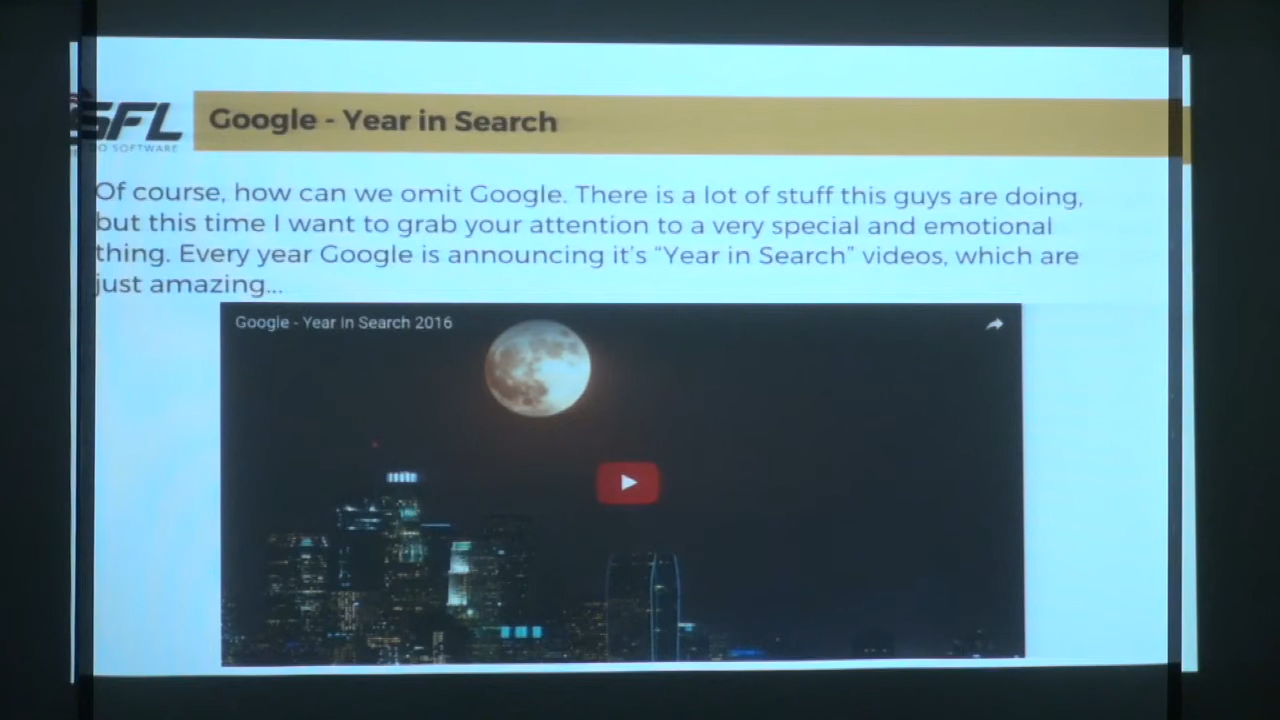 SFL
DO SOFTWARE
Google - Year in Search
Of course, how can we omit Google. There is a lot of stuff this guys are doing,
but this time I want to grab your attention to a very special and emotional
thing. Every year Google is announcing it's “Year in Search” videos, which are
just amazing...
Google - Year In Search 2016